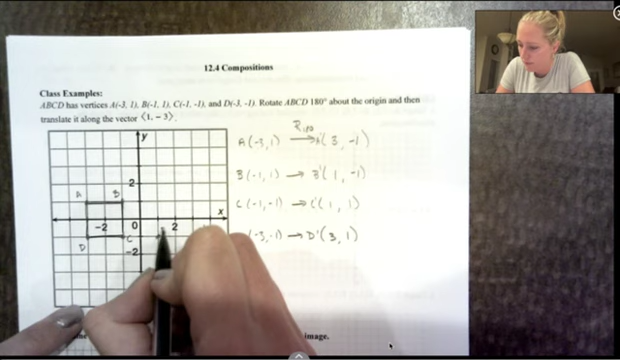 12.4 Compositions
Class Examples:
ABCD has vertices A(-3, 1), B(-1, 1), C(-1, -1), and D(-3, -1). Rotate ABCD 180° about the origin and then
translate it along the vector ⟨1, – 3⟩.
y
A B 2
x
-2 0 2
D C
-2
R180
A(-3,1) → A'(3,-1)
B(-1,1) → B'(1,-1)
C(-1,-1) → C'(1,1)
(-3,-1) → D'(3,1)
image.